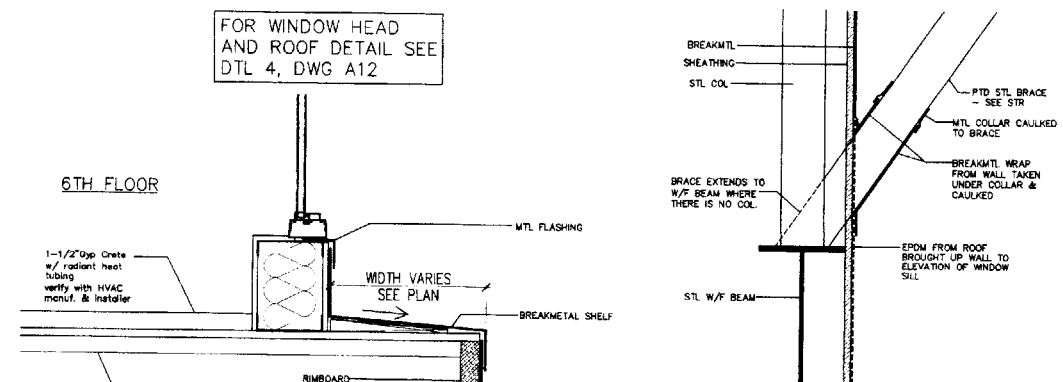 FOR WINDOW HEAD
AND ROOF DETAIL SEE
DTL 4, DWG A12
6TH FLOOR
1-1/2"Gyp Crete
w/ radiant heat
tubing
verify with HVAC
manuf. & installer
MTL FLASHING
WIDTH VARIES
SEE PLAN
BREAKMETAL SHELF
RIMBOARD
BREAKMTL
SHEATHING
STL COL
PTD STL BRACE
- SEE STR
MTL COLLAR CAULKED
TO BRACE
BREAKMTL WRAP
FROM WALL TAKEN
UNDER COLLAR &
CAULKED
BRACE EXTENDS TO
W/F BEAM WHERE
THERE IS NO COL.
EPDM FROM ROOF
BROUGHT UP WALL TO
ELEVATION OF WINDOW
SILL
STL W/F BEAM